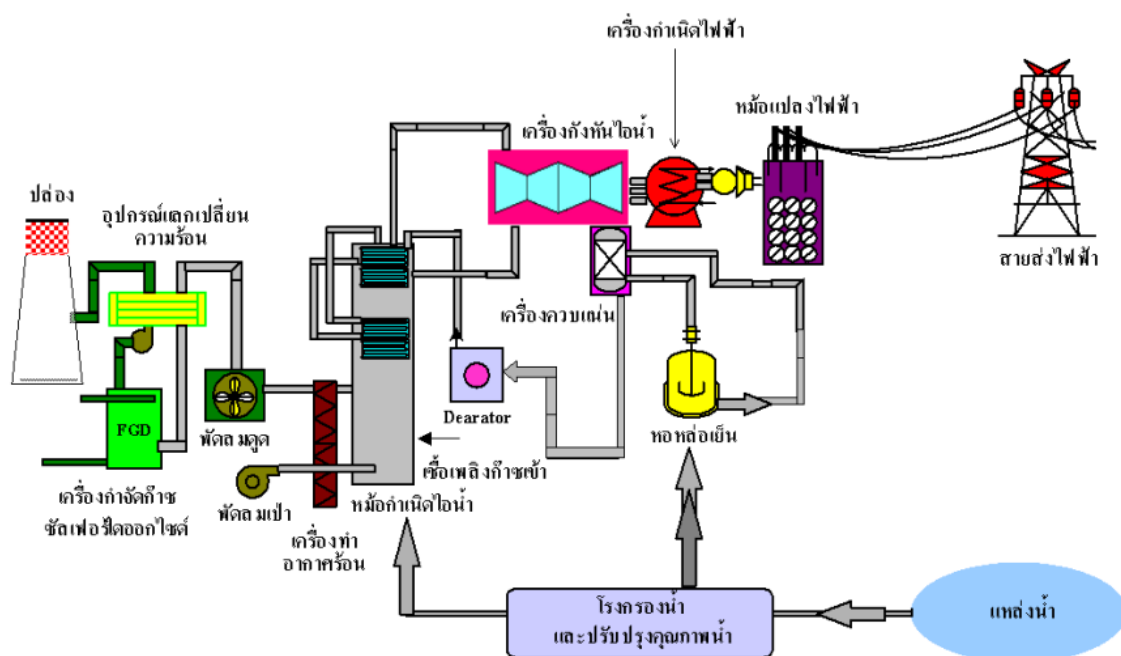 เครื่องกำเนิดไฟฟ้า
หม้อแปลงไฟฟ้า
เครื่องกังหันไอน้ำ
ปล่อง
อุปกรณ์แลกเปลี่ยน
ความร้อน
สายส่งไฟฟ้า
เครื่องควบแน่น
Dearator
FGD
พัดลมดูด
หอหล่อเย็น
เชื้อเพลิงก๊าซเข้า
เครื่องกำจัดก๊าซ
ซัลเฟอร์ไดออกไซด์
พัดลมเป่า
หม้อกำเนิดไอน้ำ
เครื่องทำ
อากาศร้อน
โรงกรองน้ำ
และปรับปรุงคุณภาพน้ำ
แหล่งน้ำ